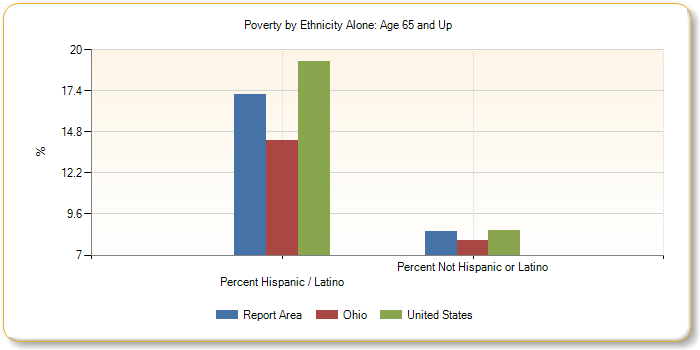 Poverty by Ethnicity Alone: Age 65 and Up
20
17.4
14.8
12.2
9.6
7
%
Percent Hispanic / Latino
Percent Not Hispanic or Latino
Report Area
Ohio
United States